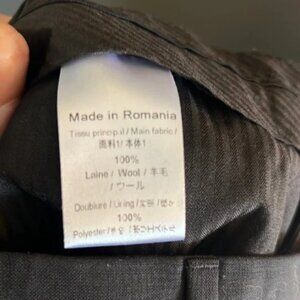 Made in Romania
Tissu principal / Main fabric /
面料1/ 本体1
100%
Laine / Wool / 羊毛
/ ウール
Doublure / Lining /
100%
Polyester /